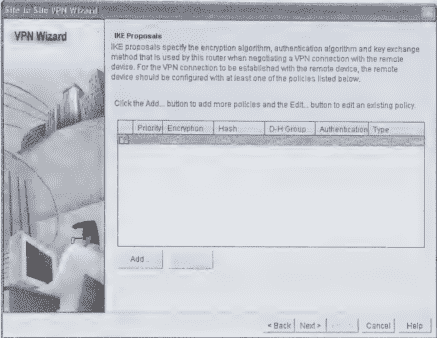 Site to Site VPN Wizard
VPN Wizard
IKE Proposals
IKE proposals specify the encryption algorithm, authentication algorithm and key exchange
method that is used by this router when negotiating a VPN connection with the remote
device. For the VPN connection to be established with the remote device, the remote
device should be configured with at least one of the policies listed below.
Click the Add... button to add more policies and the Edit... button to edit an existing policy.
Priority Encryption Hash D-H Group Authentication Type
Add...
< Back Next > Cancel Help